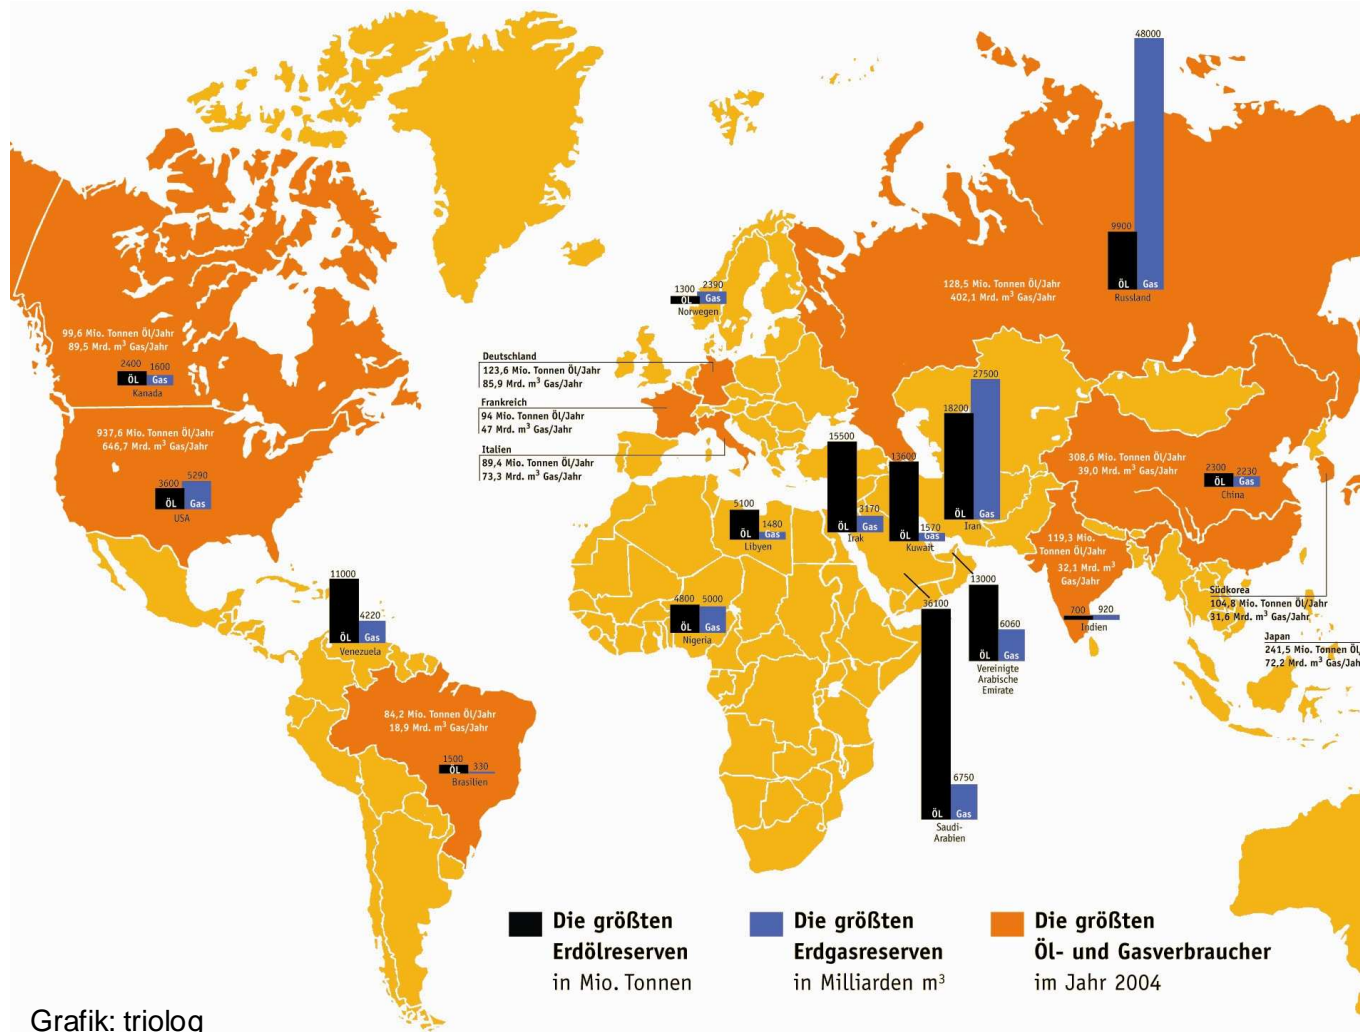 48000
9900
Öl Gas
Russland
128,5 Mio. Tonnen Öl/Jahr
402,1 Mrd. m³ Gas/Jahr
1300 2390
ÖL Gas
Norwegen
99,6 Mio. Tonnen Öl/Jahr
89,5 Mrd. m³ Gas/Jahr
2400 1600
ÖL Gas
Kanada
Deutschland
123,6 Mio. Tonnen Öl/Jahr
85,9 Mrd. m³ Gas/Jahr
Frankreich
94 Mio. Tonnen Öl/Jahr
47 Mrd. m³ Gas/Jahr
Italien
89,4 Mio. Tonnen Öl/Jahr
73,3 Mrd. m³ Gas/Jahr
937,6 Mio. Tonnen Öl/Jahr
646,7 Mrd. m³ Gas/Jahr
3600 5290
ÖL Gas
USA
27500
18200
ÖL Gas
Iran
15500
3170
ÖL Gas
Irak
13600
1570
ÖL Gas
Kuwait
5100
1480
ÖL Gas
Libyen
308,6 Mio. Tonnen Öl/Jahr
39,0 Mrd. m³ Gas/Jahr
2300 2230
ÖL Gas
China
119,3 Mio.
Tonnen Öl/Jahr
32,1 Mrd. m³
Gas/Jahr
700 920
Indien
Südkorea
104,8 Mio. Tonnen Öl/Jahr
31,6 Mrd. m³ Gas/Jahr
Japan
241,5 Mio. Tonnen Öl/
72,2 Mrd. m³ Gas/Jah
11000
4220
ÖL Gas
Venezuela
4800 5000
ÖL Gas
Nigeria
13000
6060
ÖL Gas
Vereinigte
Arabische
Emirate
36100
6750
ÖL Gas
Saudi-
Arabien
84,2 Mio. Tonnen Öl/Jahr
18,9 Mrd. m³ Gas/Jahr
1500 330
ÖL
Brasilien
Die größten
Erdölreserven
in Mio. Tonnen
Die größten
Erdgasreserven
in Milliarden m³
Die größten
Öl- und Gasverbraucher
im Jahr 2004
Grafik: triolog